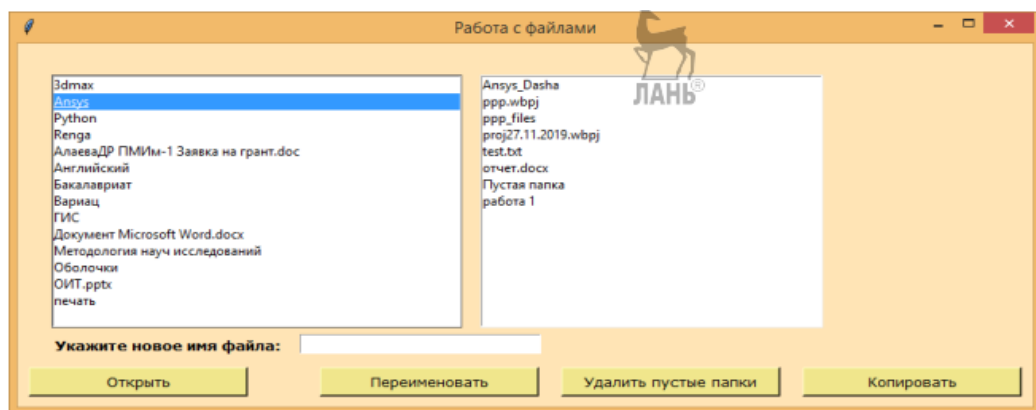 Работа с файлами
ЛАНЬ®
3dmax
Ansys
Python
Renga
АлаеваДР ПМИм-1 Заявка на грант.doc
Английский
Бакалавриат
Вариац
ГИС
Документ Microsoft Word.docx
Методология науч исследований
Оболочки
ОИТ.pptx
печать
Ansys_Dasha
ppp.wbpj
ppp_files
proj27.11.2019.wbpj
test.txt
отчет.docx
Пустая папка
работа 1
Укажите новое имя файла:
Открыть
Переименовать
Удалить пустые папки
Копировать